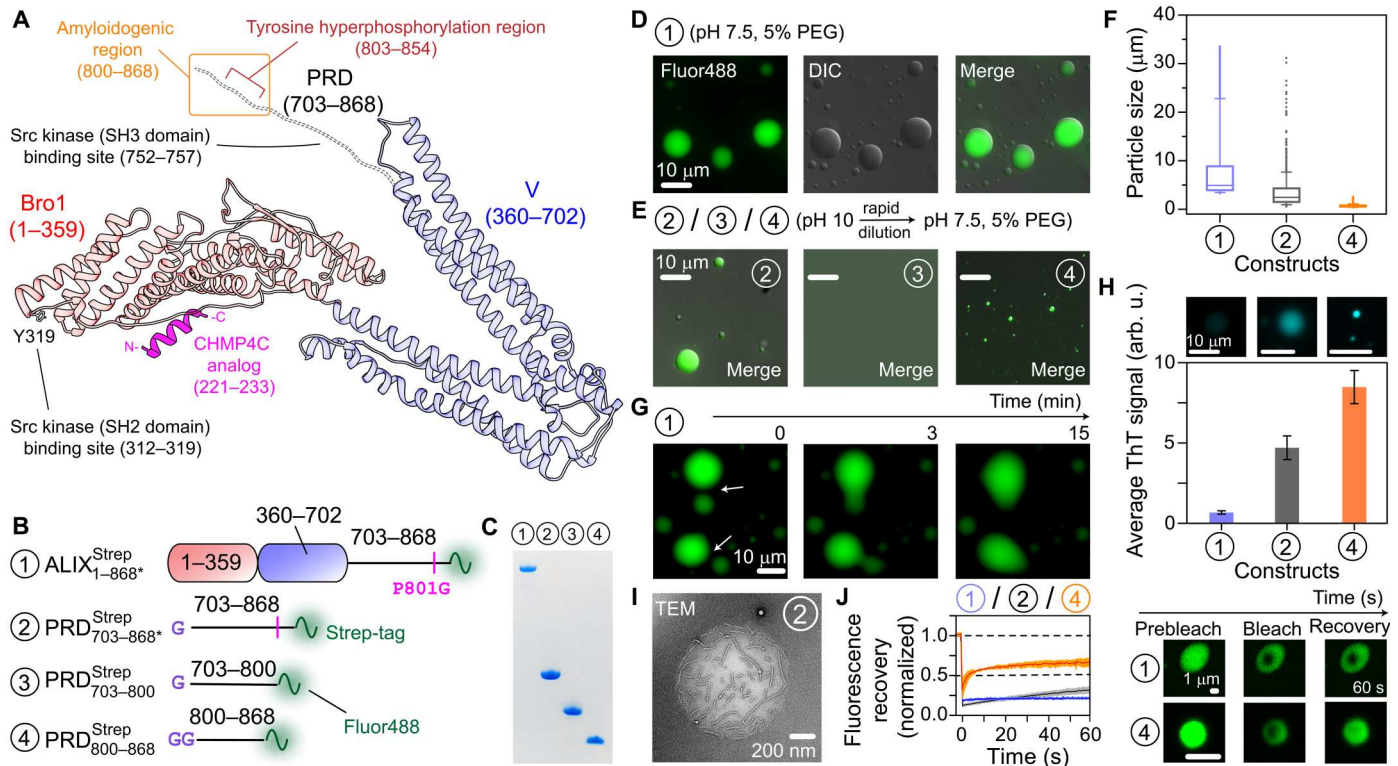 A
Amyloidogenic
region
(800–868)
Tyrosine hyperphosphorylation region
(803–854)
PRD
(703–868)
Src kinase (SH3 domain)
binding site (752–757)
Bro1
(1–359)
V
(360–702)
Y319
N-
-C
CHMP4C
analog
(221–233)
Src kinase (SH2 domain)
binding site (312–319)
B
360–702
703–868
1 ALIX Strep 1–868*
1–359
P801G
2 PRD Strep 703–868*
703–868
G
Strep-tag
3 PRD Strep 703–800
703–800
G
Fluor488
4 PRD Strep 800–868
800–868
GG
C
1 2 3 4
D
1 (pH 7.5, 5% PEG)
Fluor488
DIC
Merge
10 μm
E
2 / 3 / 4 (pH 10 rapid dilution pH 7.5, 5% PEG)
10 μm
2
3
4
Merge
Merge
Merge
F
Particle size (μm)
40
30
20
10
0
1 2 4
Constructs
G
Time (min)
1
0
3
15
10 μm
H
10 μm
Average ThT signal (arb. u.)
10
5
0
1 2 4
Constructs
I
TEM
2
200 nm
J
1 / 2 / 4
Fluorescence
recovery
(normalized)
1.0
0.5
0.0
0 20 40 60
Time (s)
Time (s)
Prebleach
Bleach
Recovery
1
1 μm
60 s
4